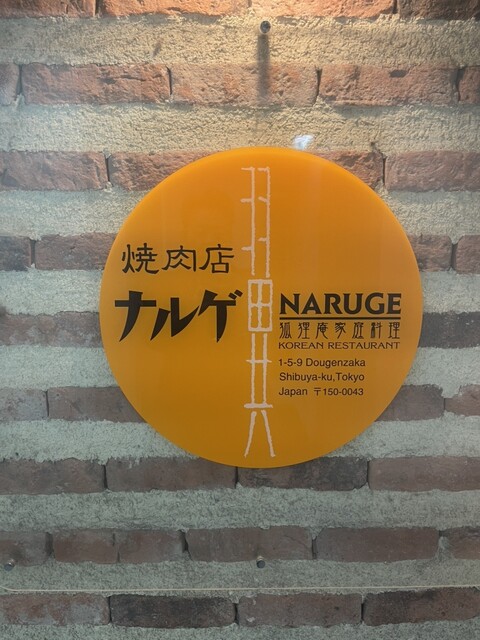 焼肉店
ナルゲ
NARUGE
狐狸庵家庭料理
KOREAN RESTAURANT
1-5-9 Dougenzaka
Shibuya-ku,Tokyo
Japan 〒150-0043